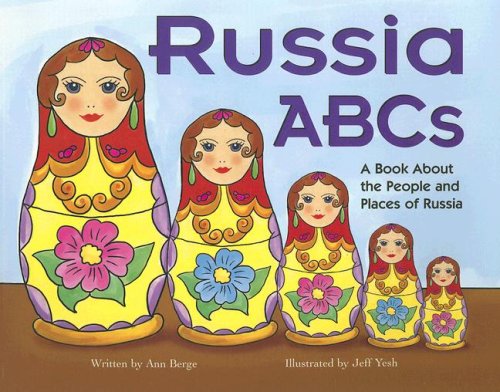 Russia
ABCs
A Book About
the People and
Places of Russia
Written by Ann Berge
Illustrated by Jeff Yesh